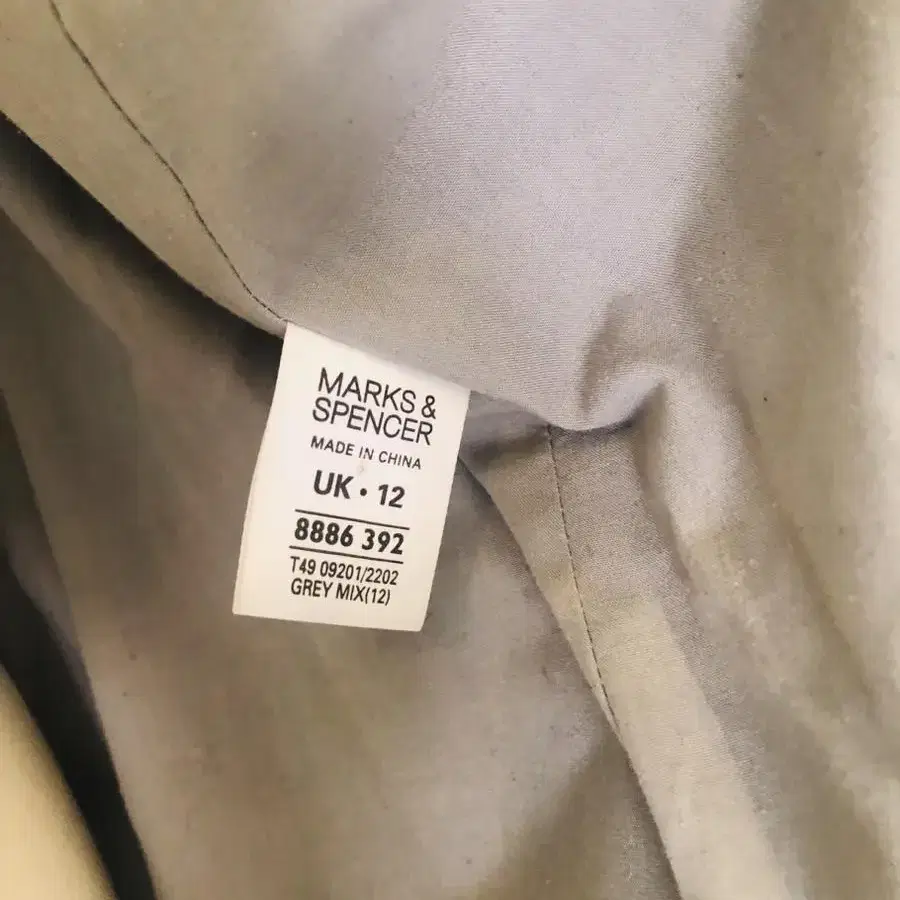 MARKS &
SPENCER
MADE IN CHINA
UK • 12
8886 392
T49 09201/2202
GREY MIX(12)